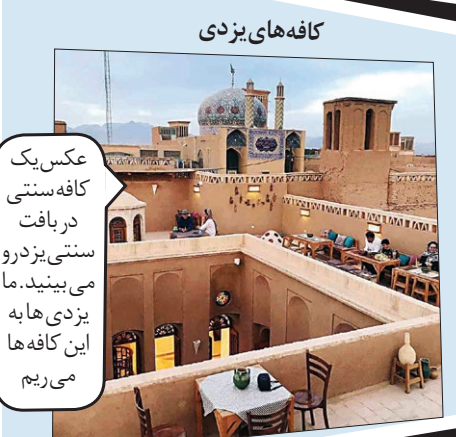 کافه‌های یزدی
عکس یک
کافه سنتی
در بافت
سنتی یزد رو
می بینید. ما
یزدی ها به
این کافه ها
می ریم